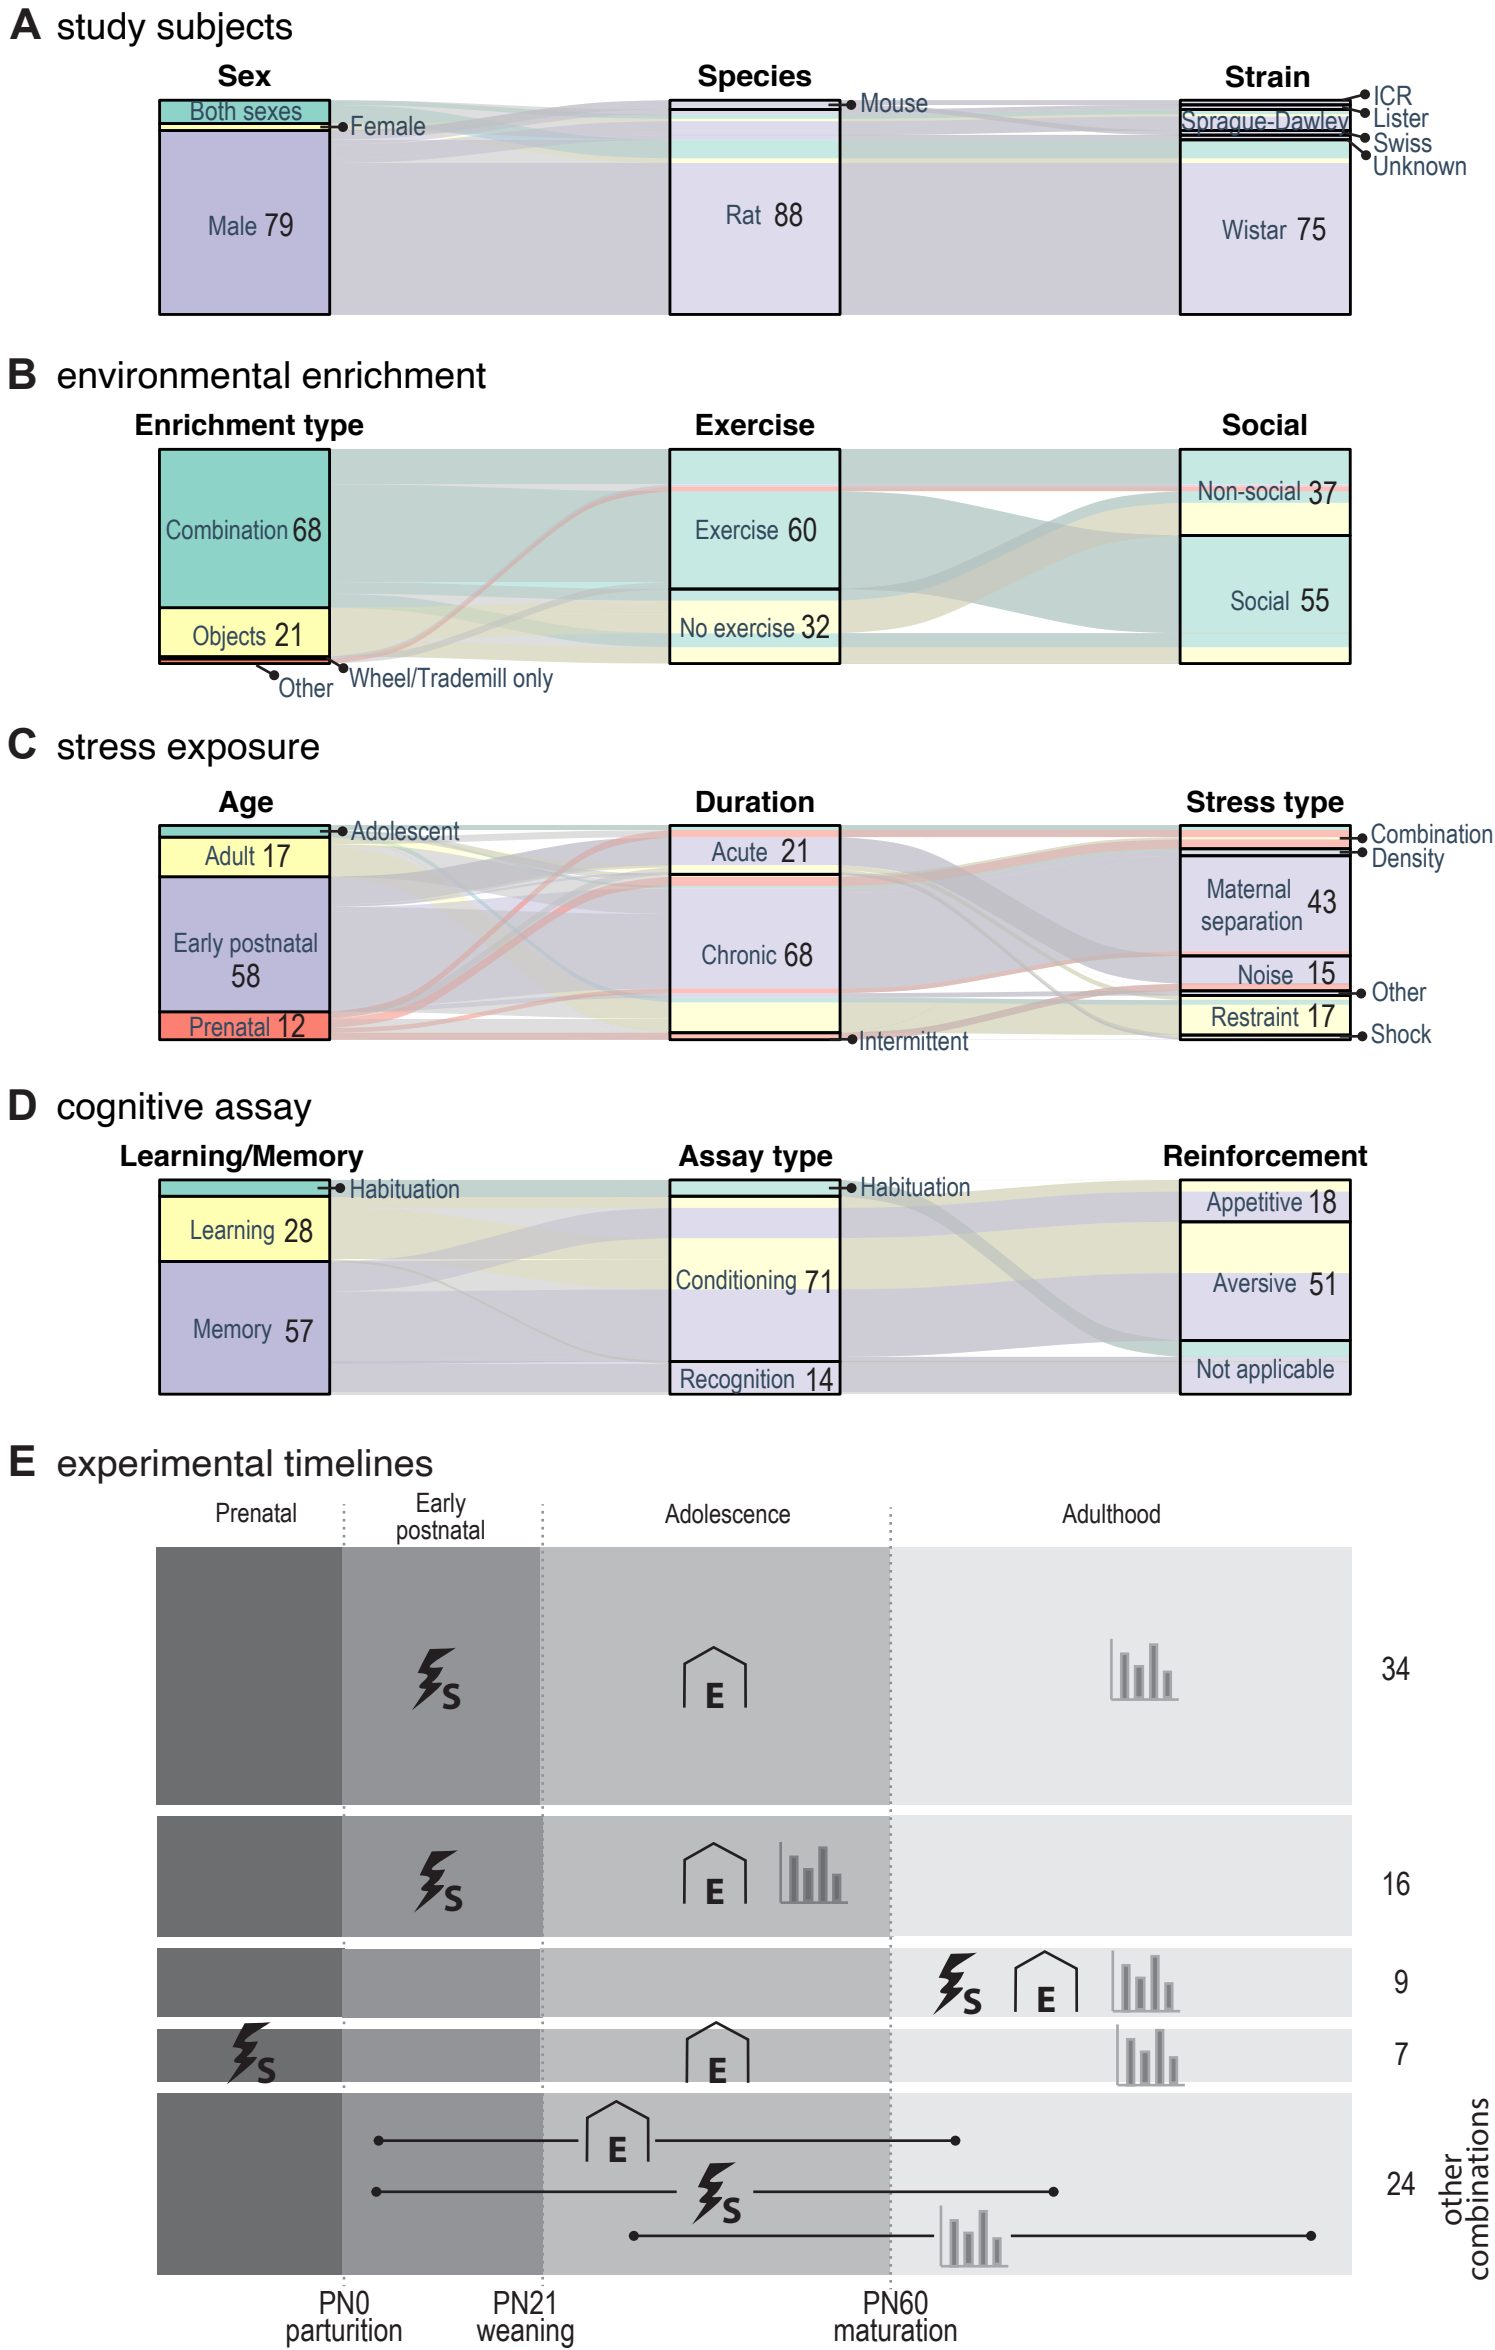 A study subjects
Sex
Species
Strain
Both sexes
Female
Male 79
Mouse
Rat 88
ICR
Lister
Sprague-Dawley
Swiss
Unknown
Wistar 75
B environmental enrichment
Enrichment type
Exercise
Social
Combination 68
Objects 21
Other
Wheel/Trademill only
Exercise 60
No exercise 32
Non-social 37
Social 55
C stress exposure
Age
Duration
Stress type
Adolescent
Adult 17
Early postnatal
58
Prenatal 12
Acute 21
Chronic 68
Intermittent
Combination
Density
Maternal
separation 43
Noise 15
Other
Restraint 17
Shock
D cognitive assay
Learning/Memory
Assay type
Reinforcement
Habituation
Learning 28
Memory 57
Habituation
Conditioning 71
Recognition 14
Appetitive 18
Aversive 51
Not applicable
E experimental timelines
Prenatal
Early
postnatal
Adolescence
Adulthood
S
E
34
S
E
16
S
E
9
S
E
7
E
S
24
other
combinations
PN0
parturition
PN21
weaning
PN60
maturation